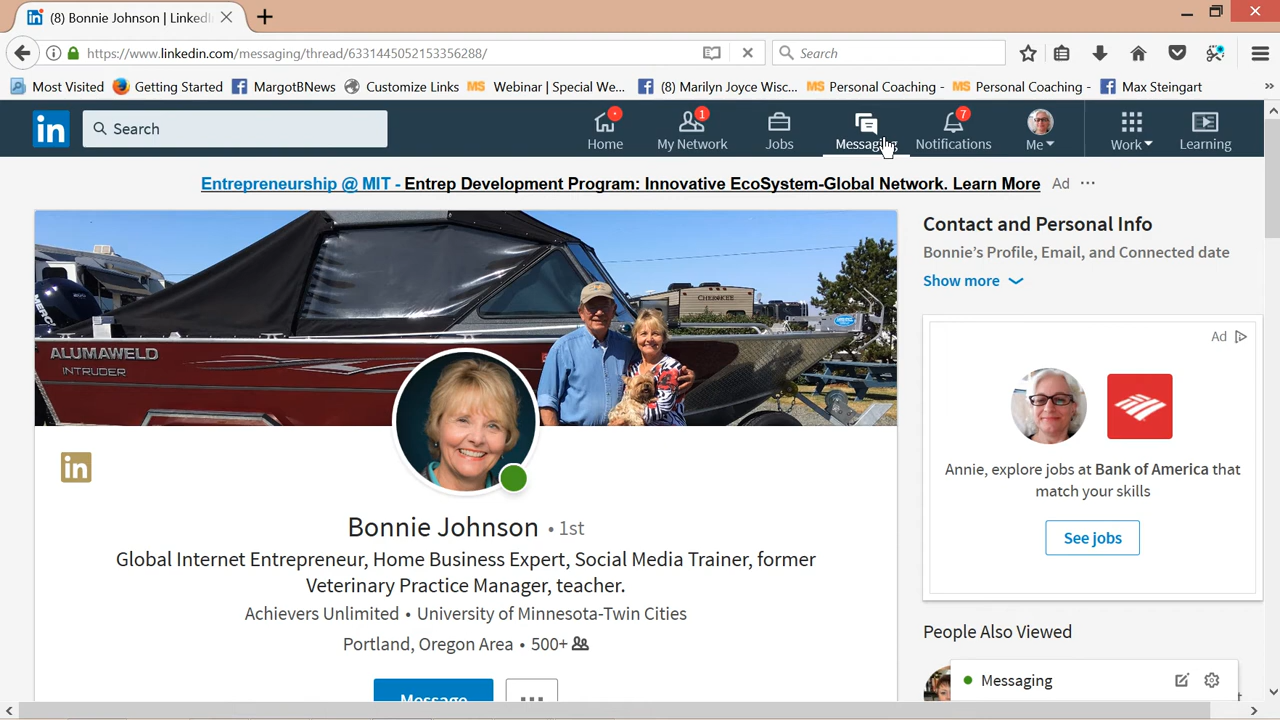 (8) Bonnie Johnson | LinkedI
https://www.linkedin.com/messaging/thread/6331445052153356288/
Search
Most Visited
Getting Started
MargotBNews
Customize Links
Webinar | Special We...
(8) Marilyn Joyce Wisc...
Personal Coaching -
Personal Coaching -
Max Steingart
in
Search
Home
1
My Network
Jobs
Messaging
7
Notifications
Me
Work
Learning
Entrepreneurship @ MIT - Entrep Development Program: Innovative EcoSystem-Global Network. Learn More Ad ...
ALUMAWELD
INTRUDER
CHEROKEE
in
Bonnie Johnson • 1st
Global Internet Entrepreneur, Home Business Expert, Social Media Trainer, former
Veterinary Practice Manager, teacher.
Achievers Unlimited • University of Minnesota-Twin Cities
Portland, Oregon Area • 500+
Message
...
Contact and Personal Info
Bonnie's Profile, Email, and Connected date
Show more
Ad
Annie, explore jobs at Bank of America that
match your skills
See jobs
People Also Viewed
Messaging